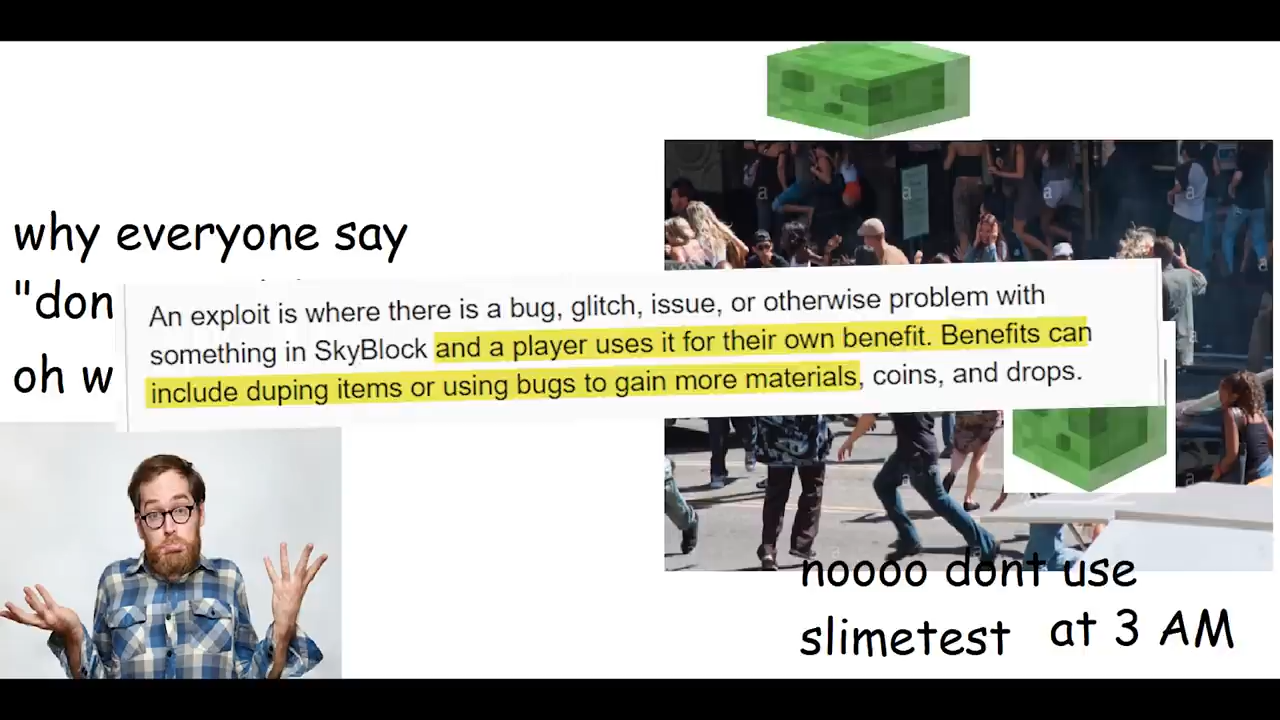 why everyone say
"don
oh w
An exploit is where there is a bug, glitch, issue, or otherwise problem with
something in SkyBlock and a player uses it for their own benefit. Benefits can
include duping items or using bugs to gain more materials, coins, and drops.
noooo dont use
slimetest at 3 AM